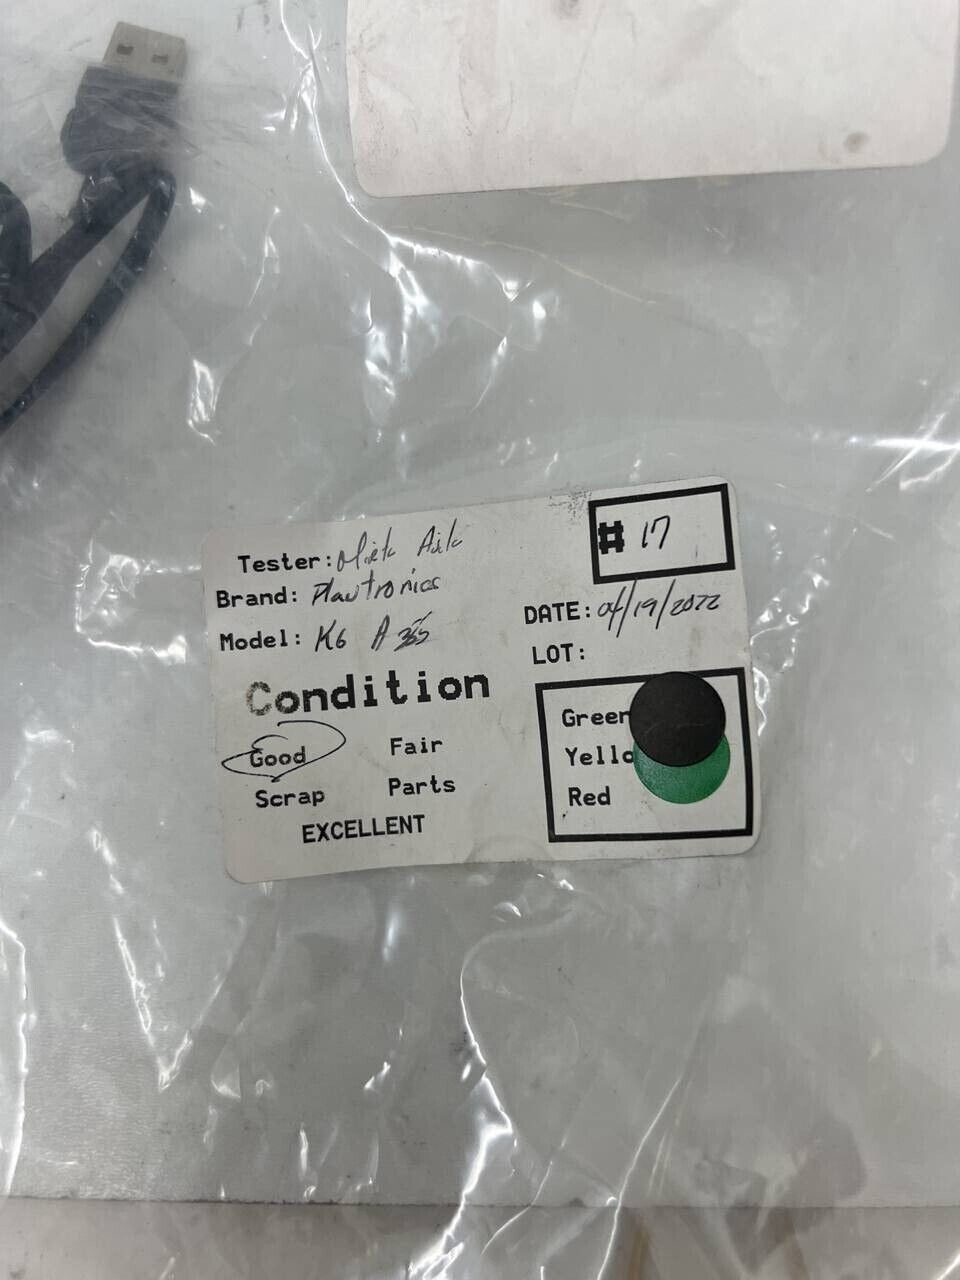 # 17
Tester:
Brand: Plantronics
Model: K6 A
DATE: 04/19/2022
LOT:
Condition
Good Fair
Scrap Parts
EXCELLENT
Green
Yello
Red